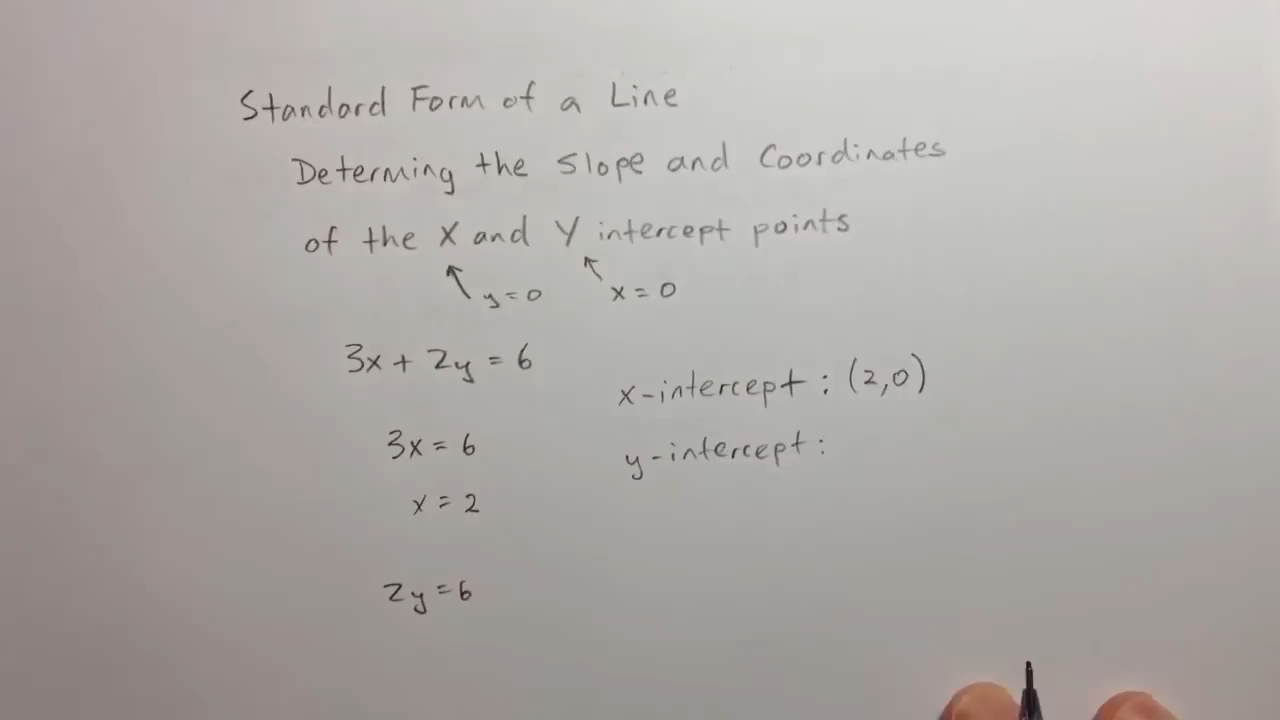 Standard Form of a Line
Determing the slope and Coordinates
of the X and Y intercept points
y=0 x=0
3x + 2y = 6
x-intercept : (2,0)
3x = 6
y-intercept :
x = 2
2y = 6